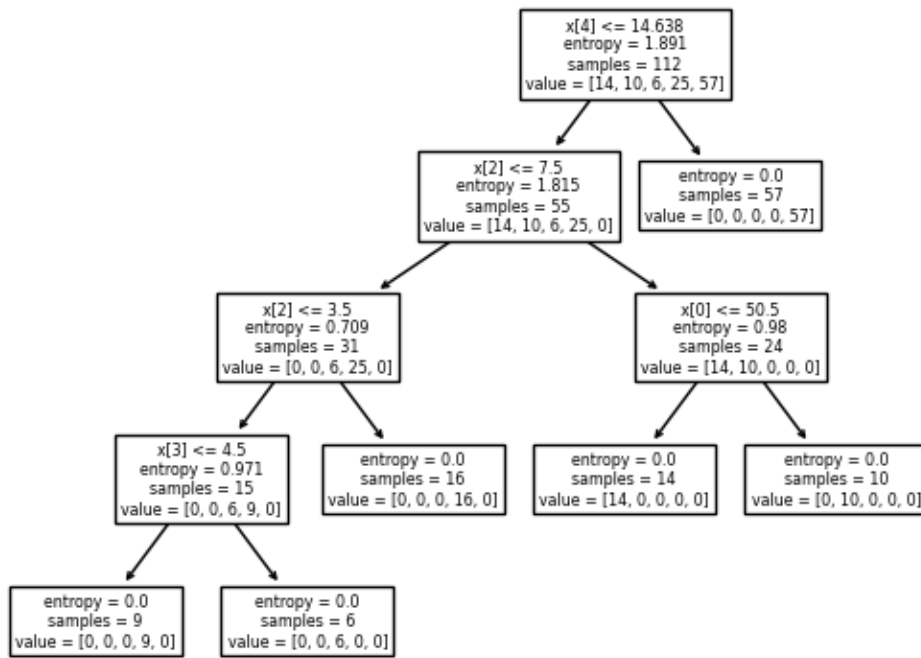 x[4] <= 14.638
entropy = 1.891
samples = 112
value = [14, 10, 6, 25, 57]
x[2] <= 7.5
entropy = 1.815
samples = 55
value = [14, 10, 6, 25, 0]
entropy = 0.0
samples = 57
value = [0, 0, 0, 0, 57]
x[2] <= 3.5
entropy = 0.709
samples = 31
value = [0, 0, 6, 25, 0]
x[0] <= 50.5
entropy = 0.98
samples = 24
value = [14, 10, 0, 0, 0]
x[3] <= 4.5
entropy = 0.971
samples = 15
value = [0, 0, 6, 9, 0]
entropy = 0.0
samples = 16
value = [0, 0, 0, 16, 0]
entropy = 0.0
samples = 14
value = [14, 0, 0, 0, 0]
entropy = 0.0
samples = 10
value = [0, 10, 0, 0, 0]
entropy = 0.0
samples = 9
value = [0, 0, 0, 9, 0]
entropy = 0.0
samples = 6
value = [0, 0, 6, 0, 0]